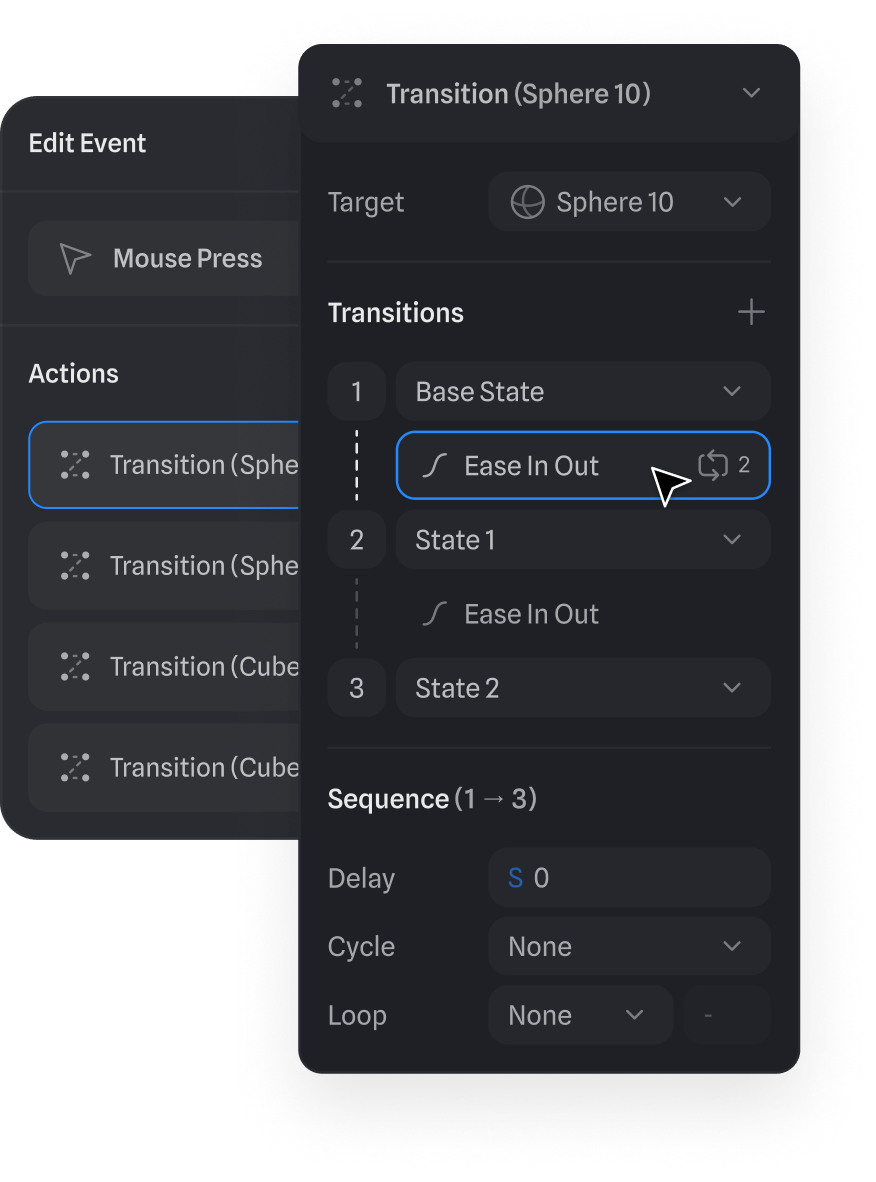 Edit Event
Mouse Press
Actions
Transition (Sphe
Transition (Sphe
Transition (Cube
Transition (Cube
Transition (Sphere 10)
Target
Sphere 10
Transitions
1
Base State
Ease In Out
2
2
State 1
Ease In Out
3
State 2
Sequence (1 → 3)
Delay
S 0
Cycle
None
Loop
None
-